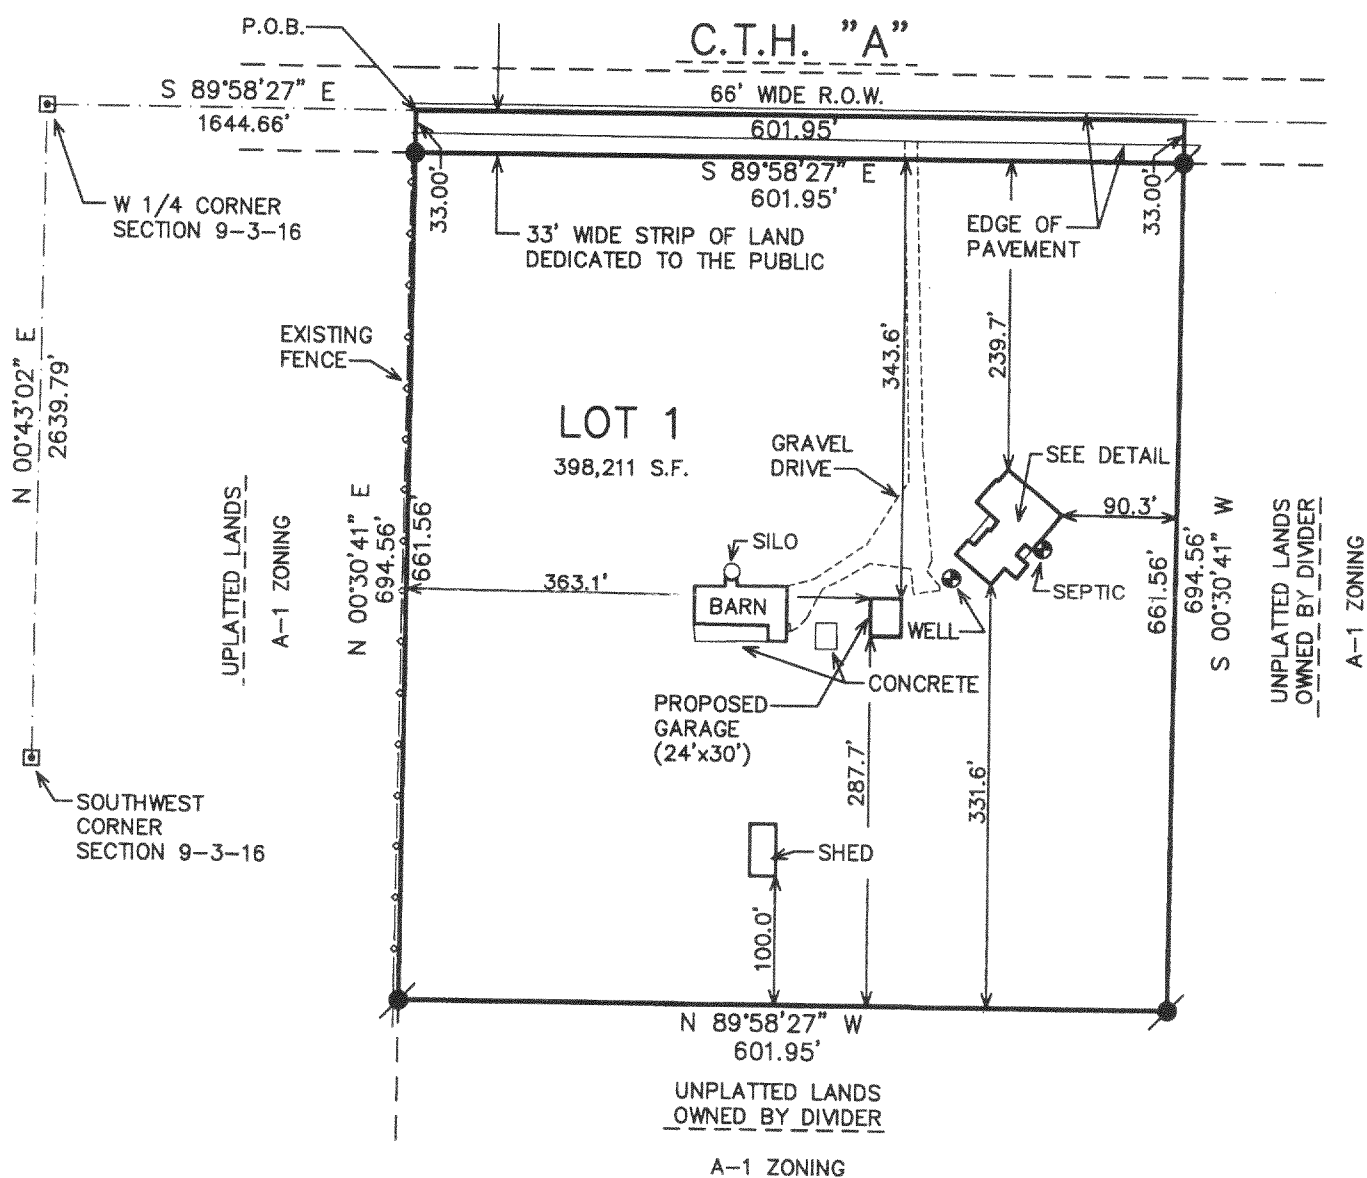 P.O.B.
C.T.H. "A"
S 89°58'27" E
1644.66'
66' WIDE R.O.W.
601.95'
S 89°58'27" E
601.95'
33.00'
33.00'
W 1/4 CORNER
SECTION 9-3-16
33' WIDE STRIP OF LAND
DEDICATED TO THE PUBLIC
EDGE OF
PAVEMENT
N 00°43'02" E
2639.79'
EXISTING
FENCE
343.6'
239.7'
LOT 1
398,211 S.F.
GRAVEL
DRIVE
SEE DETAIL
90.3'
UPLATTED LANDS
A-1 ZONING
N 00°30'41" E
694.56'
661.56'
SILO
363.1'
BARN
WELL
SEPTIC
661.56'
694.56'
S 00°30'41" W
UNPLATTED LANDS
OWNED BY DIVIDER
A-1 ZONING
CONCRETE
PROPOSED
GARAGE
(24'x30')
287.7'
331.6'
SOUTHWEST
CORNER
SECTION 9-3-16
SHED
100.0'
N 89°58'27" W
601.95'
UNPLATTED LANDS
OWNED BY DIVIDER
A-1 ZONING